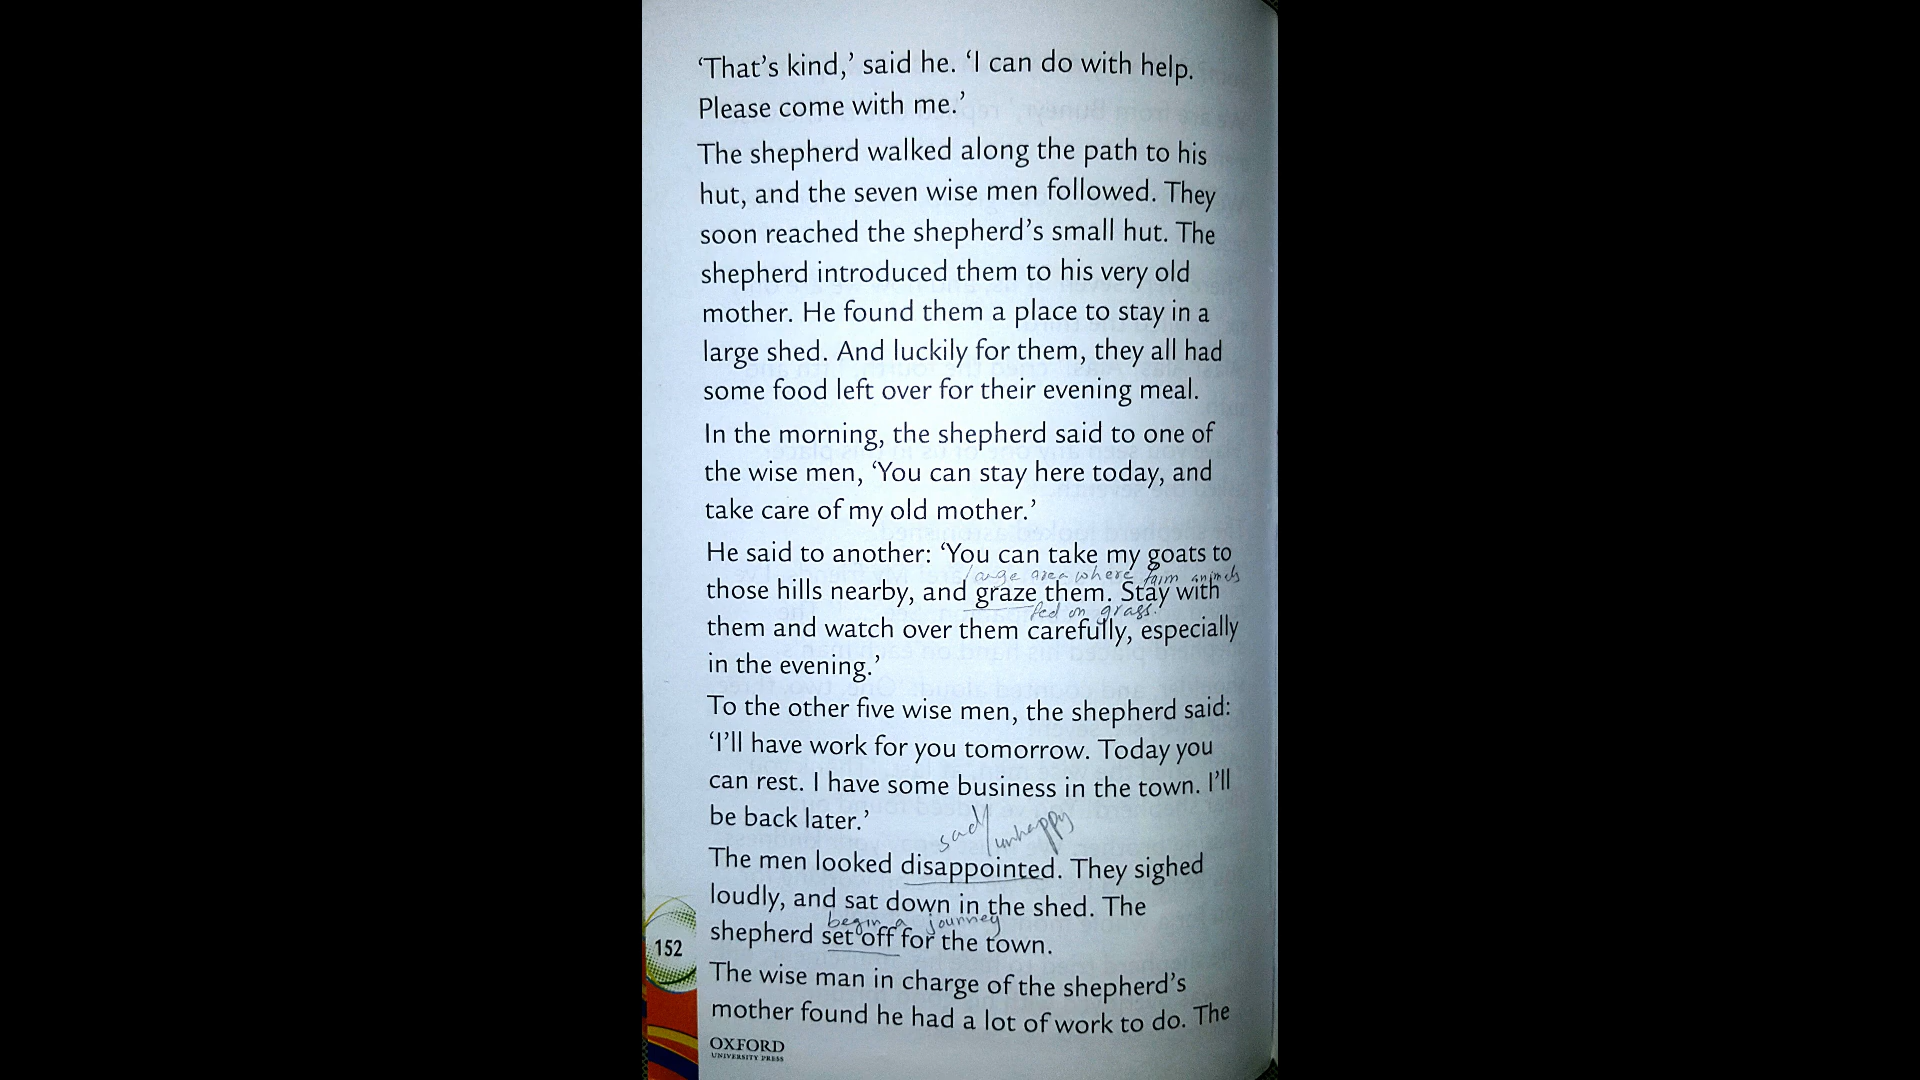 ‘That’s kind,’ said he. ‘I can do with help.
Please come with me.’
The shepherd walked along the path to his
hut, and the seven wise men followed. They
soon reached the shepherd’s small hut. The
shepherd introduced them to his very old
mother. He found them a place to stay in a
large shed. And luckily for them, they all had
some food left over for their evening meal.
In the morning, the shepherd said to one of
the wise men, ‘You can stay here today, and
take care of my old mother.’
He said to another: ‘You can take my goats to
large area where farm animals
those hills nearby, and graze them. Stay with
fed on grass.
them and watch over them carefully, especially
in the evening.’
To the other five wise men, the shepherd said:
‘I’ll have work for you tomorrow. Today you
can rest. I have some business in the town. I’ll
be back later.’
sad/unhappy
The men looked disappointed. They sighed
loudly, and sat down in the shed. The
begin a journey
shepherd set off for the town.
152
The wise man in charge of the shepherd’s
mother found he had a lot of work to do. The
OXFORD
UNIVERSITY PRESS